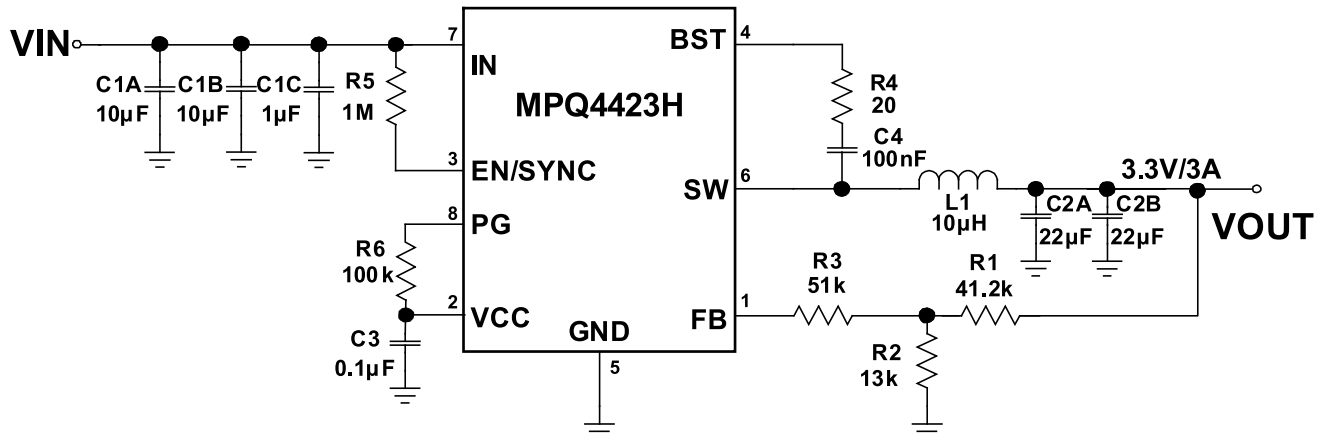 VIN
C1A
10µF
C1B
10µF
C1C
1µF
R5
1M
7
IN
MPQ4423H
3
EN/SYNC
8
PG
R6
100k
2
VCC
C3
0.1µF
GND
5
BST
4
R4
20
C4
100nF
SW
6
L1
10µH
3.3V/3A
C2A
22µF
C2B
22µF
VOUT
FB
1
R3
51k
R1
41.2k
R2
13k